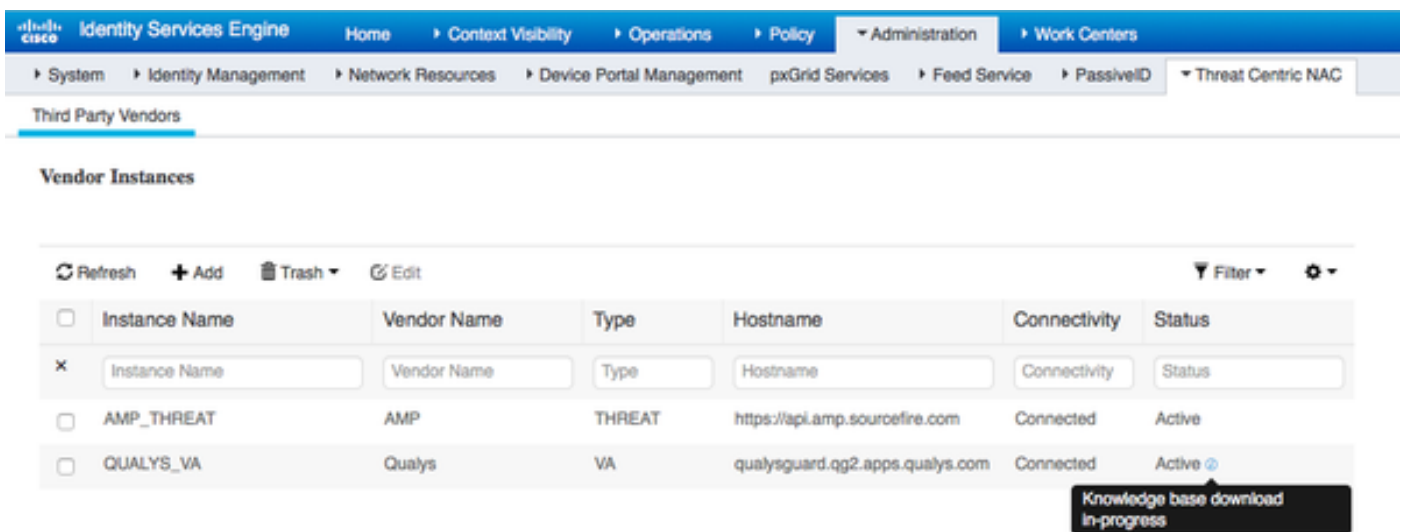 cisco Identity Services Engine Home Context Visibility Operations Policy Administration Work Centers
System Identity Management Network Resources Device Portal Management pxGrid Services Feed Service PassiveID Threat Centric NAC
Third Party Vendors
Vendor Instances
Refresh Add Trash Edit Filter
Instance Name Vendor Name Type Hostname Connectivity Status
Instance Name Vendor Name Type Hostname Connectivity Status
AMP_THREAT AMP THREAT https://api.amp.sourcefire.com Connected Active
QUALYS_VA Qualys VA qualysguard.qg2.apps.qualys.com Connected Active
Knowledge base download
in-progress